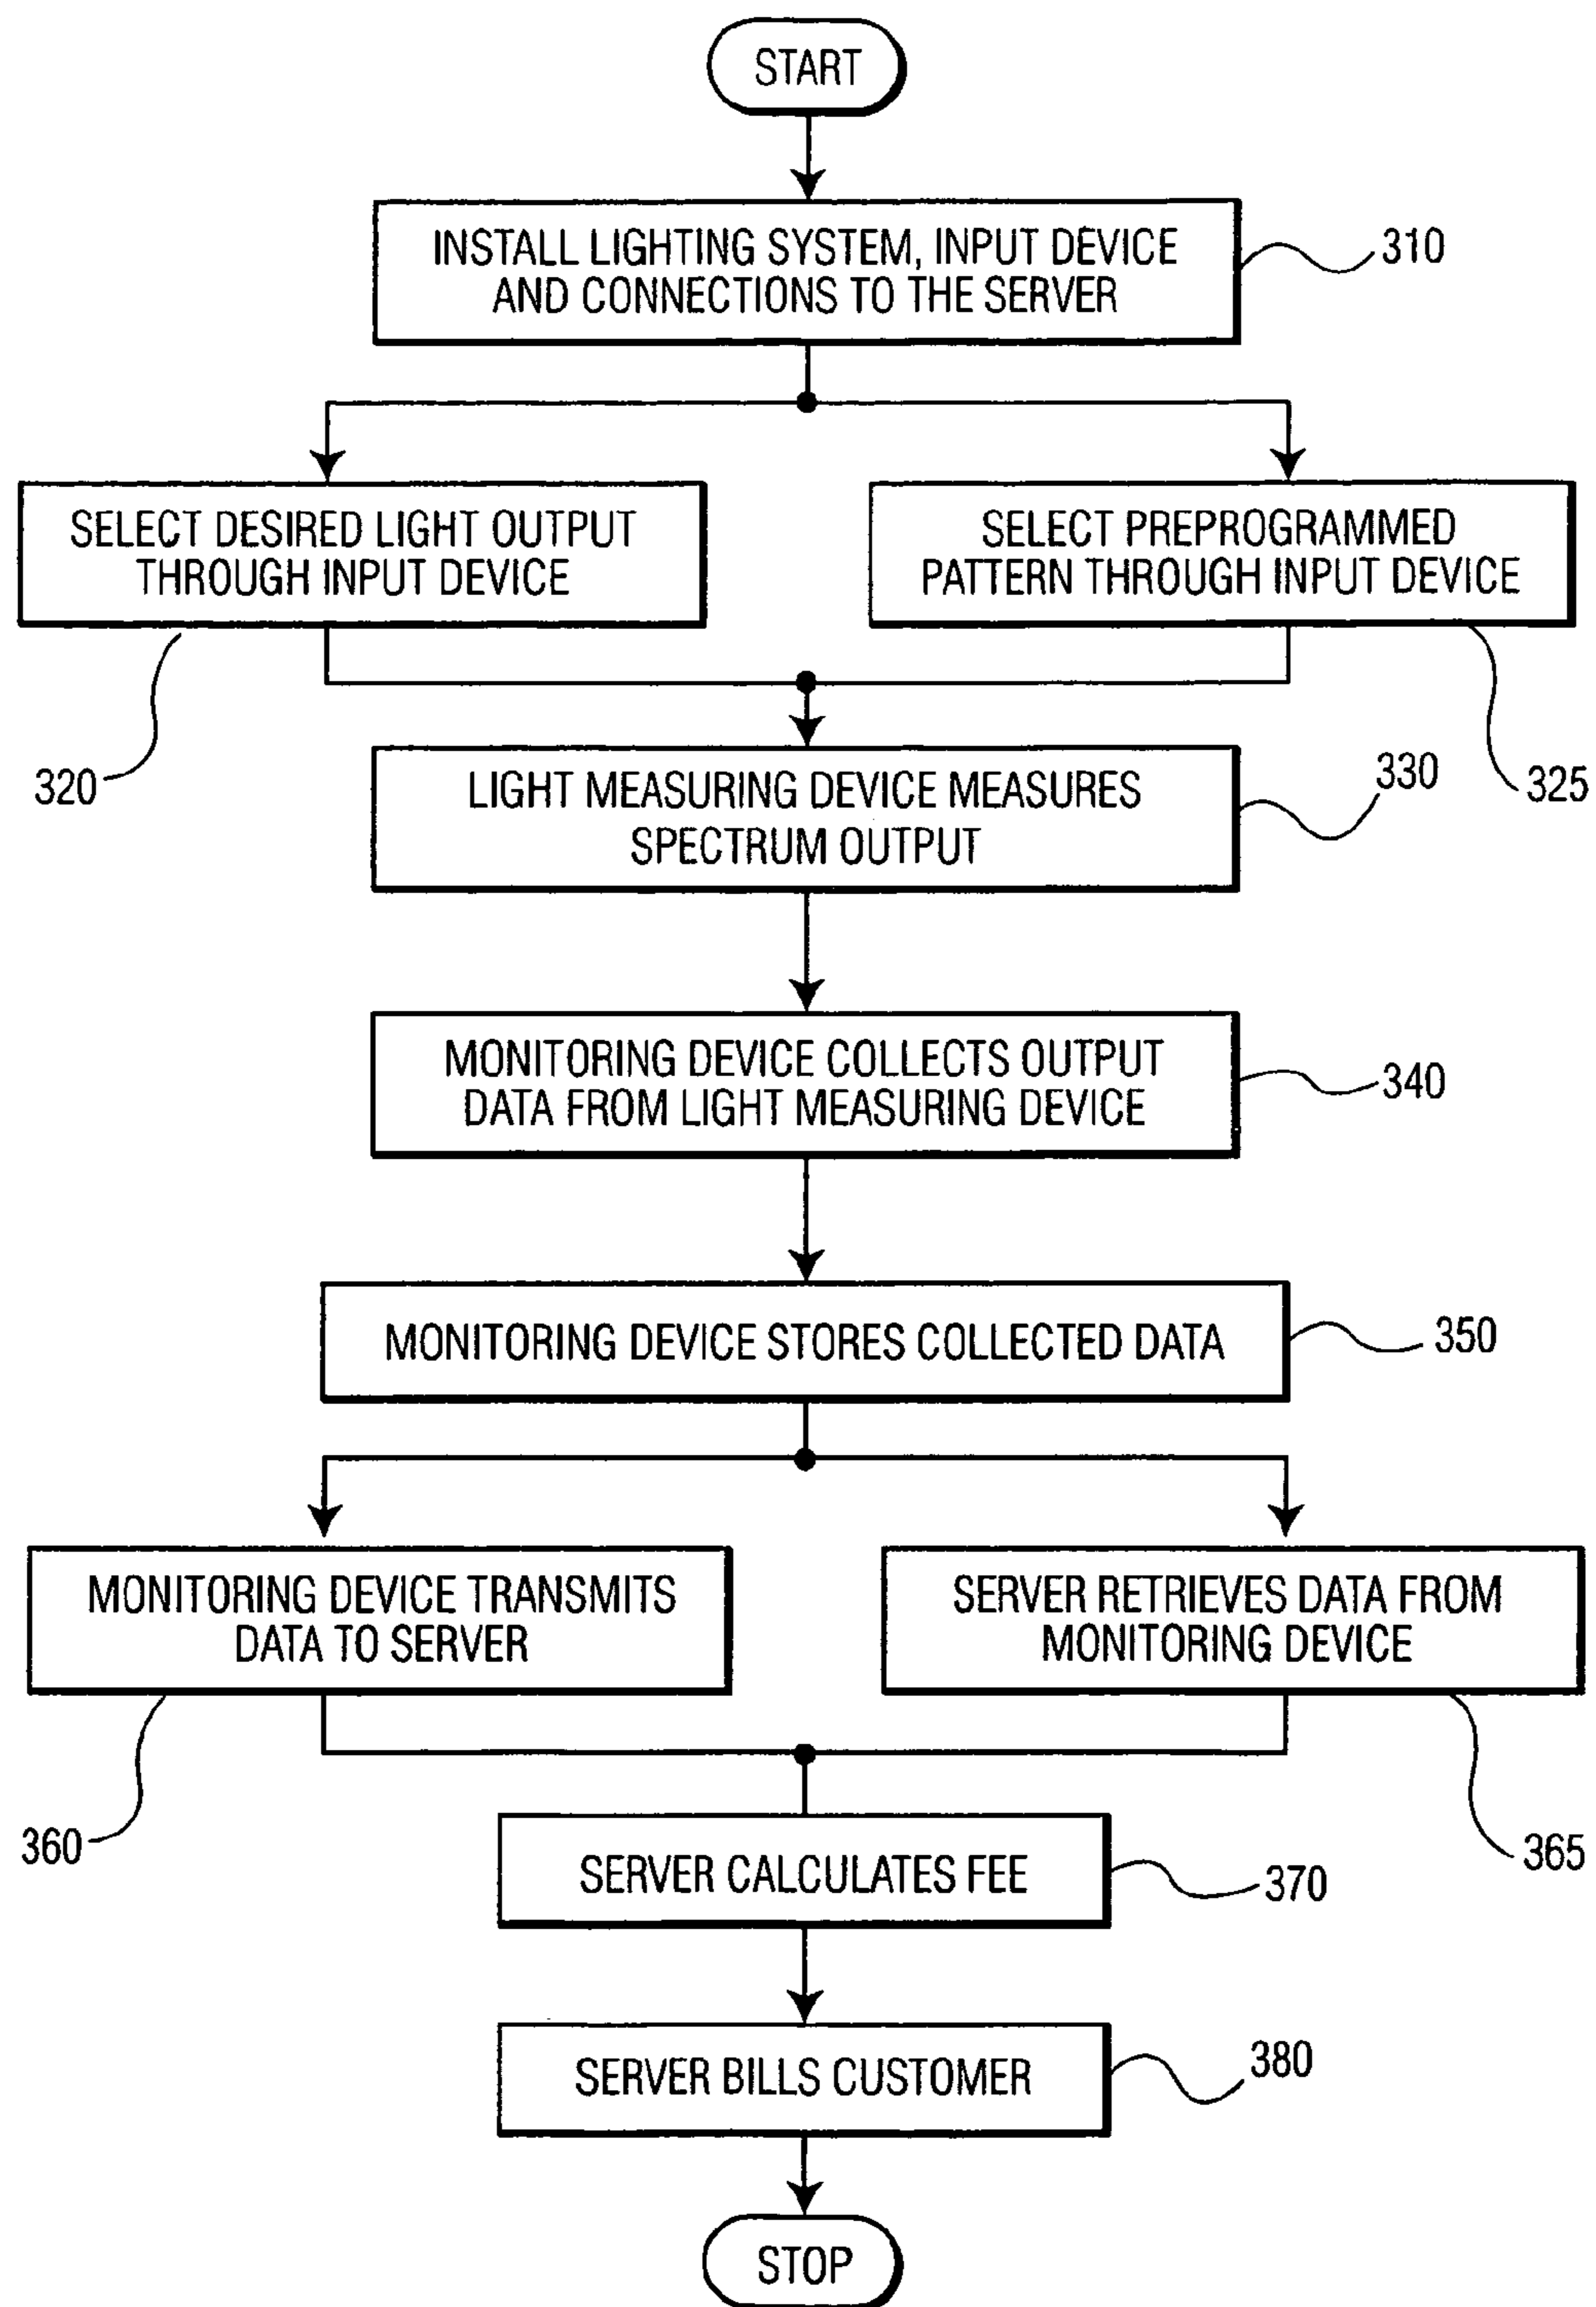 START
INSTALL LIGHTING SYSTEM, INPUT DEVICE
AND CONNECTIONS TO THE SERVER
310
SELECT DESIRED LIGHT OUTPUT
THROUGH INPUT DEVICE
320
SELECT PREPROGRAMMED
PATTERN THROUGH INPUT DEVICE
325
LIGHT MEASURING DEVICE MEASURES
SPECTRUM OUTPUT
330
MONITORING DEVICE COLLECTS OUTPUT
DATA FROM LIGHT MEASURING DEVICE
340
MONITORING DEVICE STORES COLLECTED DATA
350
MONITORING DEVICE TRANSMITS
DATA TO SERVER
360
SERVER RETRIEVES DATA FROM
MONITORING DEVICE
365
SERVER CALCULATES FEE
370
SERVER BILLS CUSTOMER
380
STOP